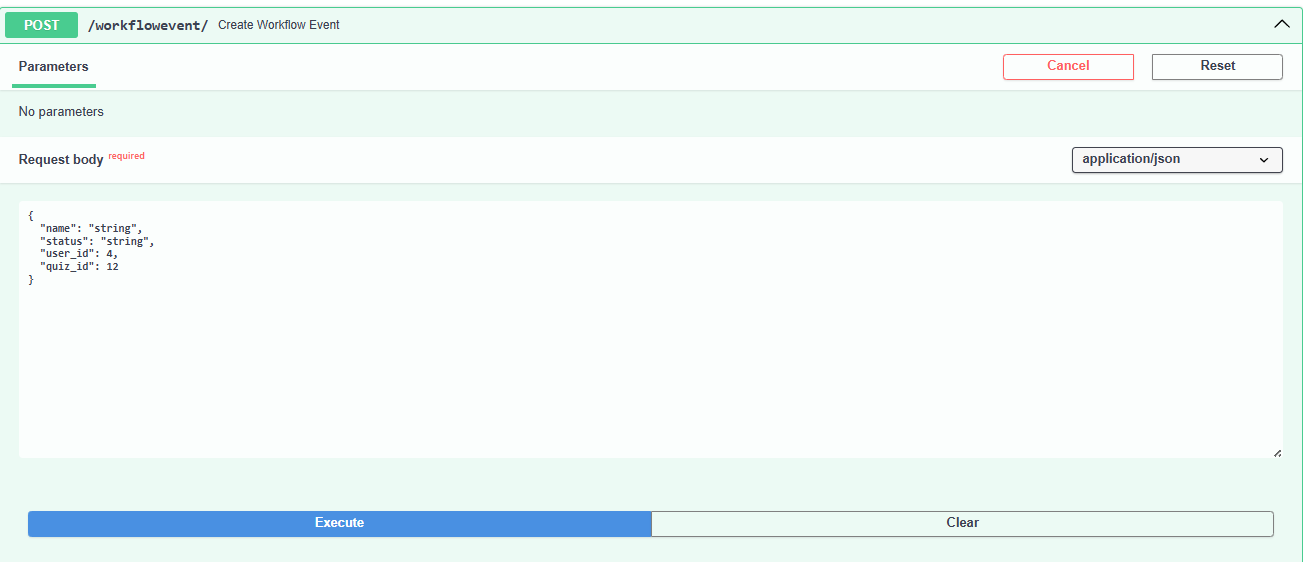 POST /workflowevent/ Create Workflow Event
Parameters Cancel Reset
No parameters
Request body required application/json
{
  "name": "string",
  "status": "string",
  "user_id": 4,
  "quiz_id": 12
}
Execute Clear